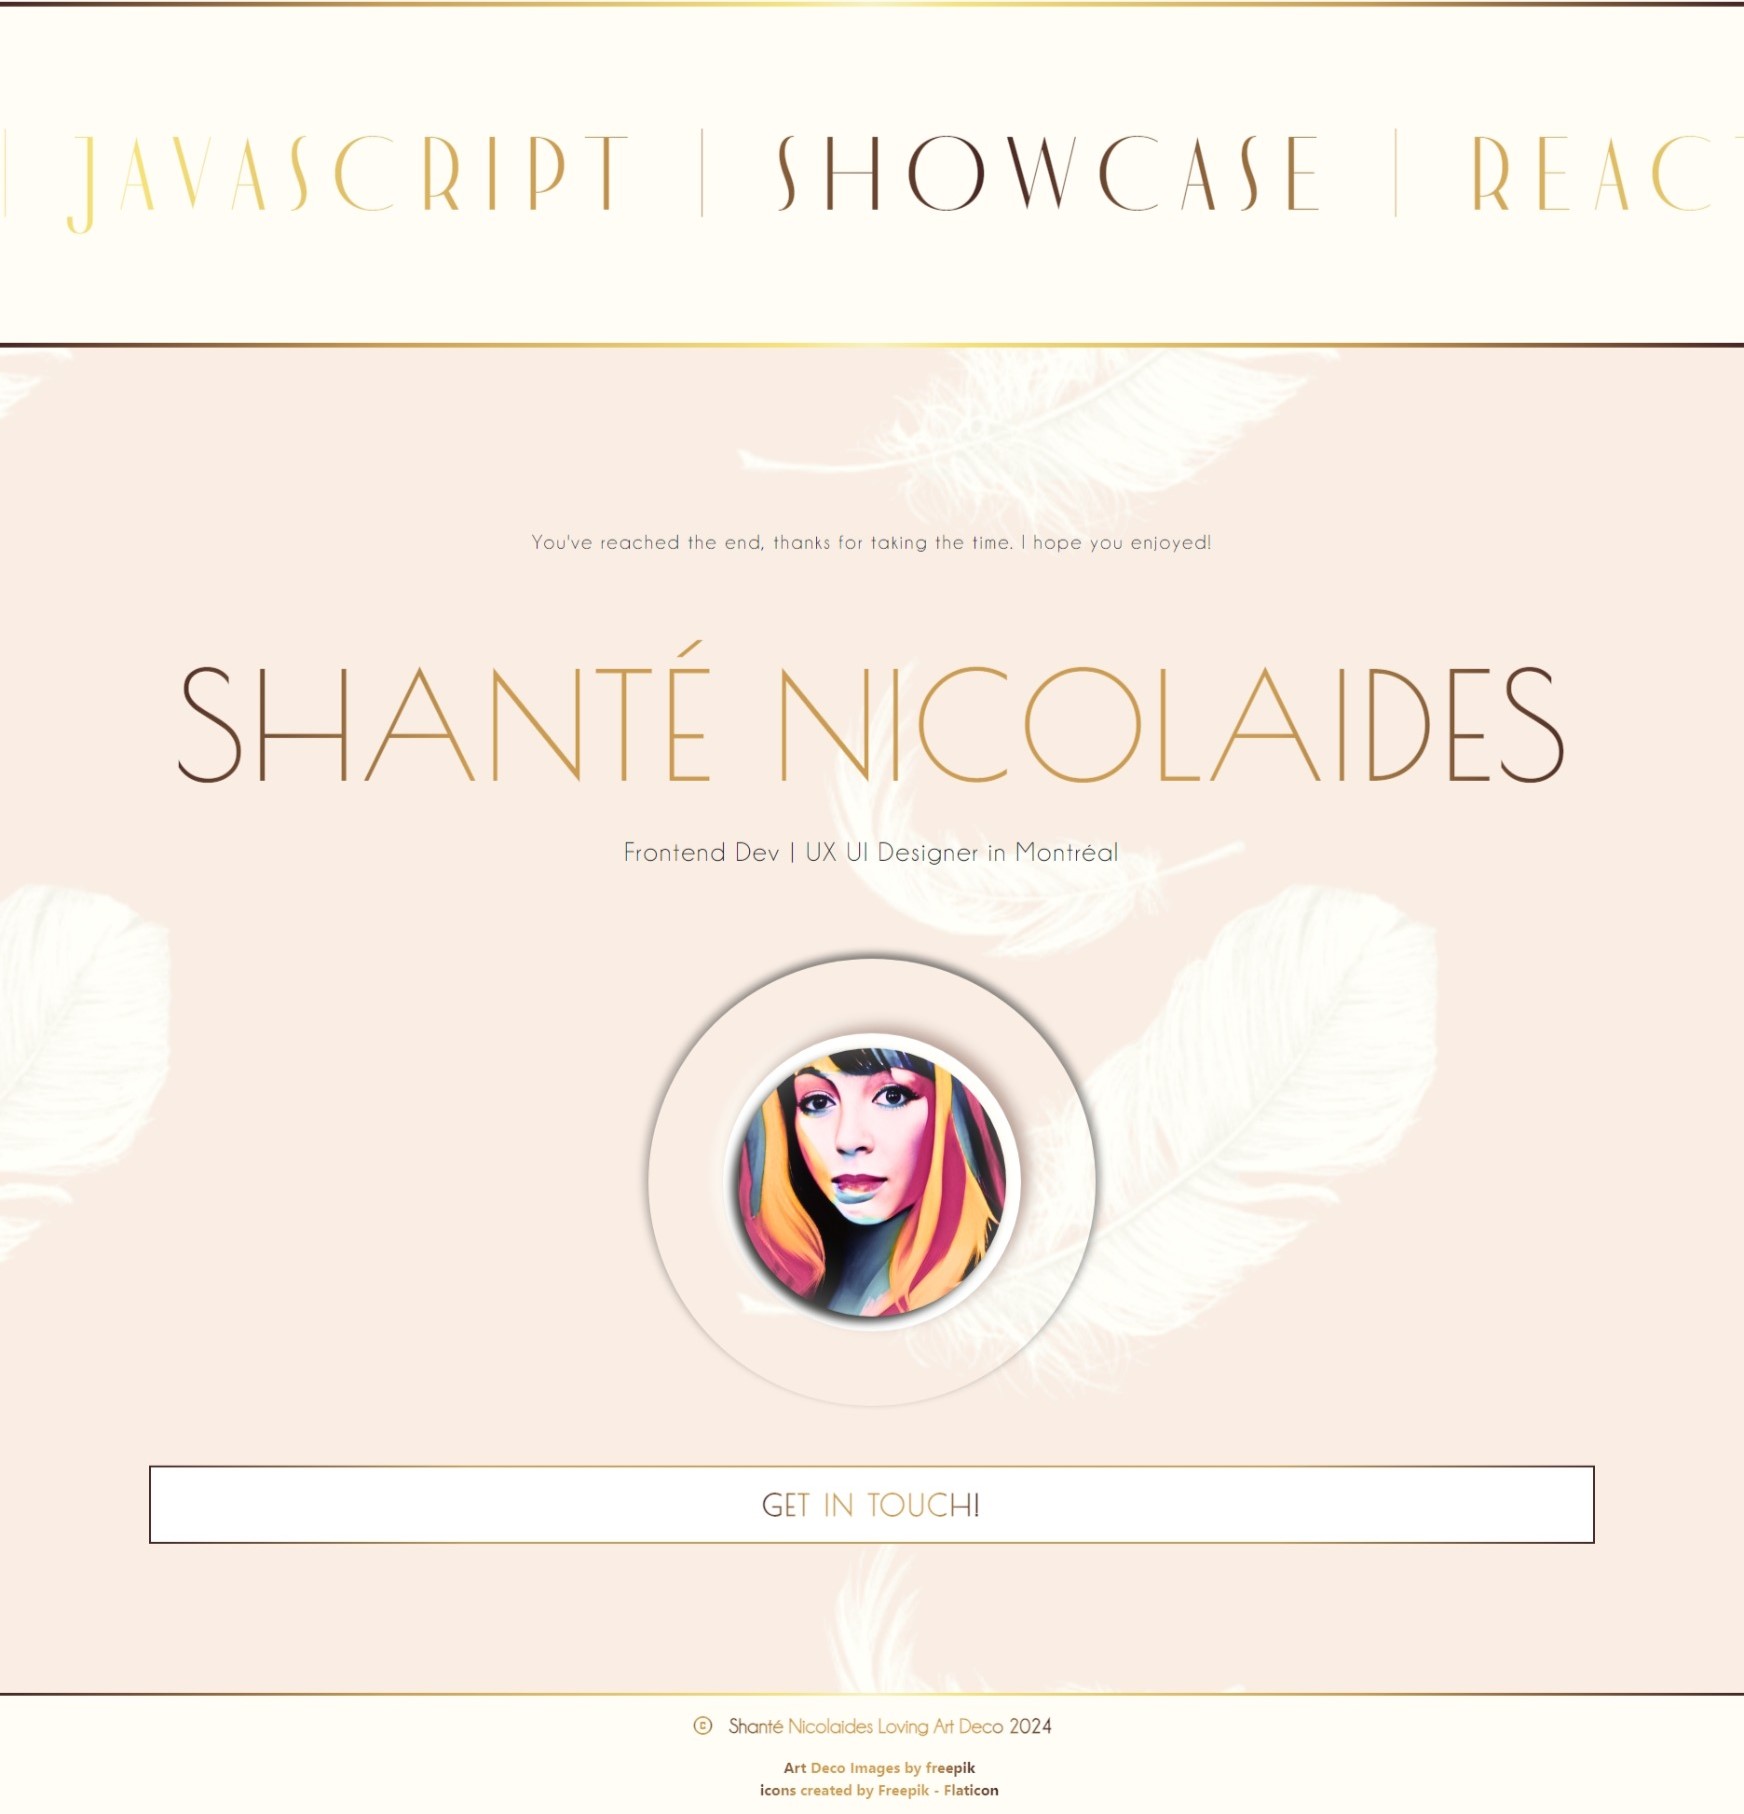 | JAVASCRIPT | SHOWCASE | REACT
You've reached the end, thanks for taking the time. I hope you enjoyed!
SHANTÉ NICOLAIDES
Frontend Dev | UX UI Designer in Montréal
GET IN TOUCH!
© Shanté Nicolaides Loving Art Deco 2024
Art Deco Images by freepik
icons created by Freepik - Flaticon